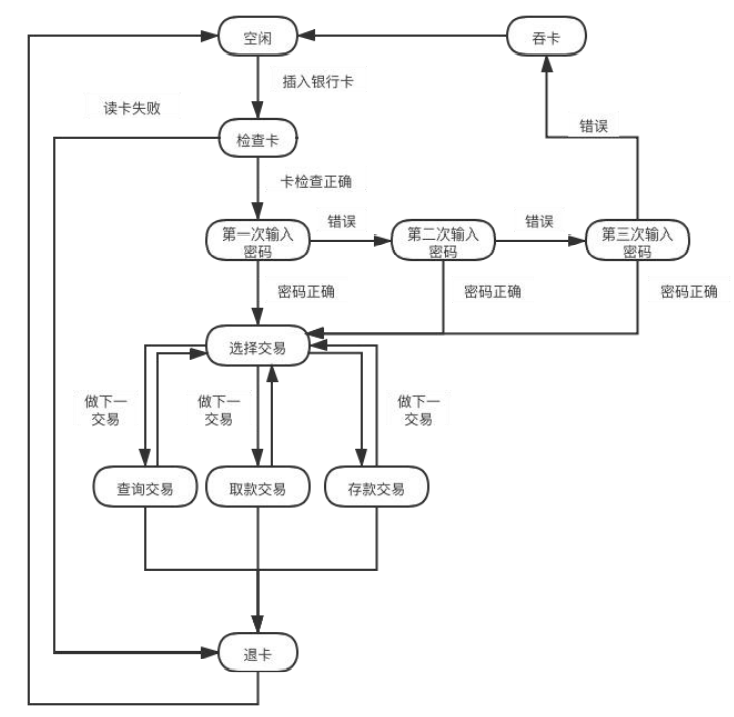 空闲
吞卡
插入银行卡
读卡失败
错误
检查卡
卡检查正确
错误
错误
第一次输入
密码
第二次输入
密码
第三次输入
密码
密码正确
密码正确
密码正确
选择交易
做下一
交易
做下一
交易
做下一
交易
查询交易
取款交易
存款交易
退卡